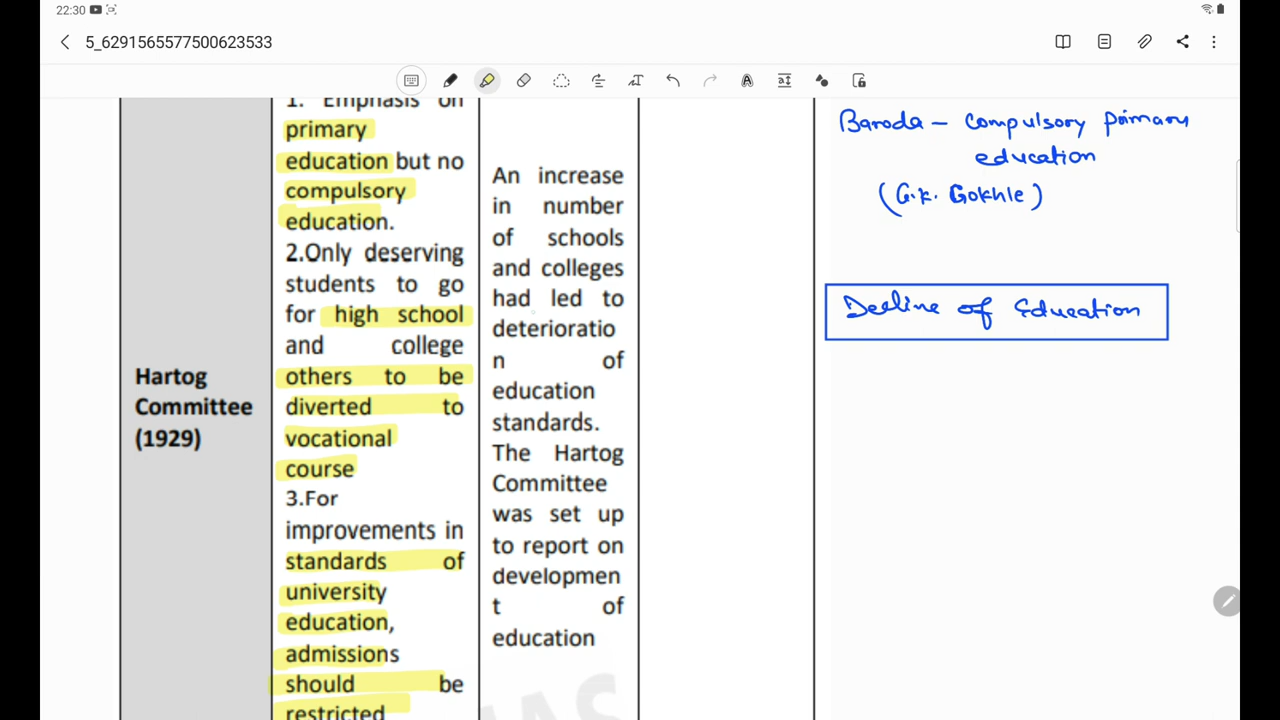 22:30
5_6291565577500623533
1. Emphasis on
primary
education but no
compulsory
education.
2.Only deserving
students to go
for high school
and college
others to be
diverted to
vocational
course
3.For
improvements in
standards of
university
education,
admissions
should be
restricted
Hartog
Committee
(1929)
An increase
in number
of schools
and colleges
had led to
deterioratio
n of
education
standards.
The Hartog
Committee
was set up
to report on
developmen
t of
education
Baroda – Compulsory primary
education
(G.K. Gokhle)
Decline of Education